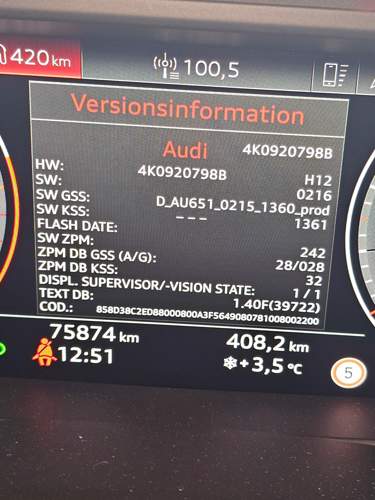 420 km
100,5
Versionsinformation
Audi 4K0920798B
HW: 4K0920798B H12
SW: 0216
SW GSS: D_AU651_0215_1360_prod
SW KSS: --- 1361
FLASH DATE:
SW ZPM: 242
ZPM DB GSS (A/G): 28/028
ZPM DB KSS: 32
DISPL. SUPERVISOR/-VISION STATE: 1 / 1
TEXT DB: 1.40F(39722)
COD.: 858D38C2ED88000800A3F5649080781008002200
75874 km 408,2 km
12:51 +3,5 °C
5